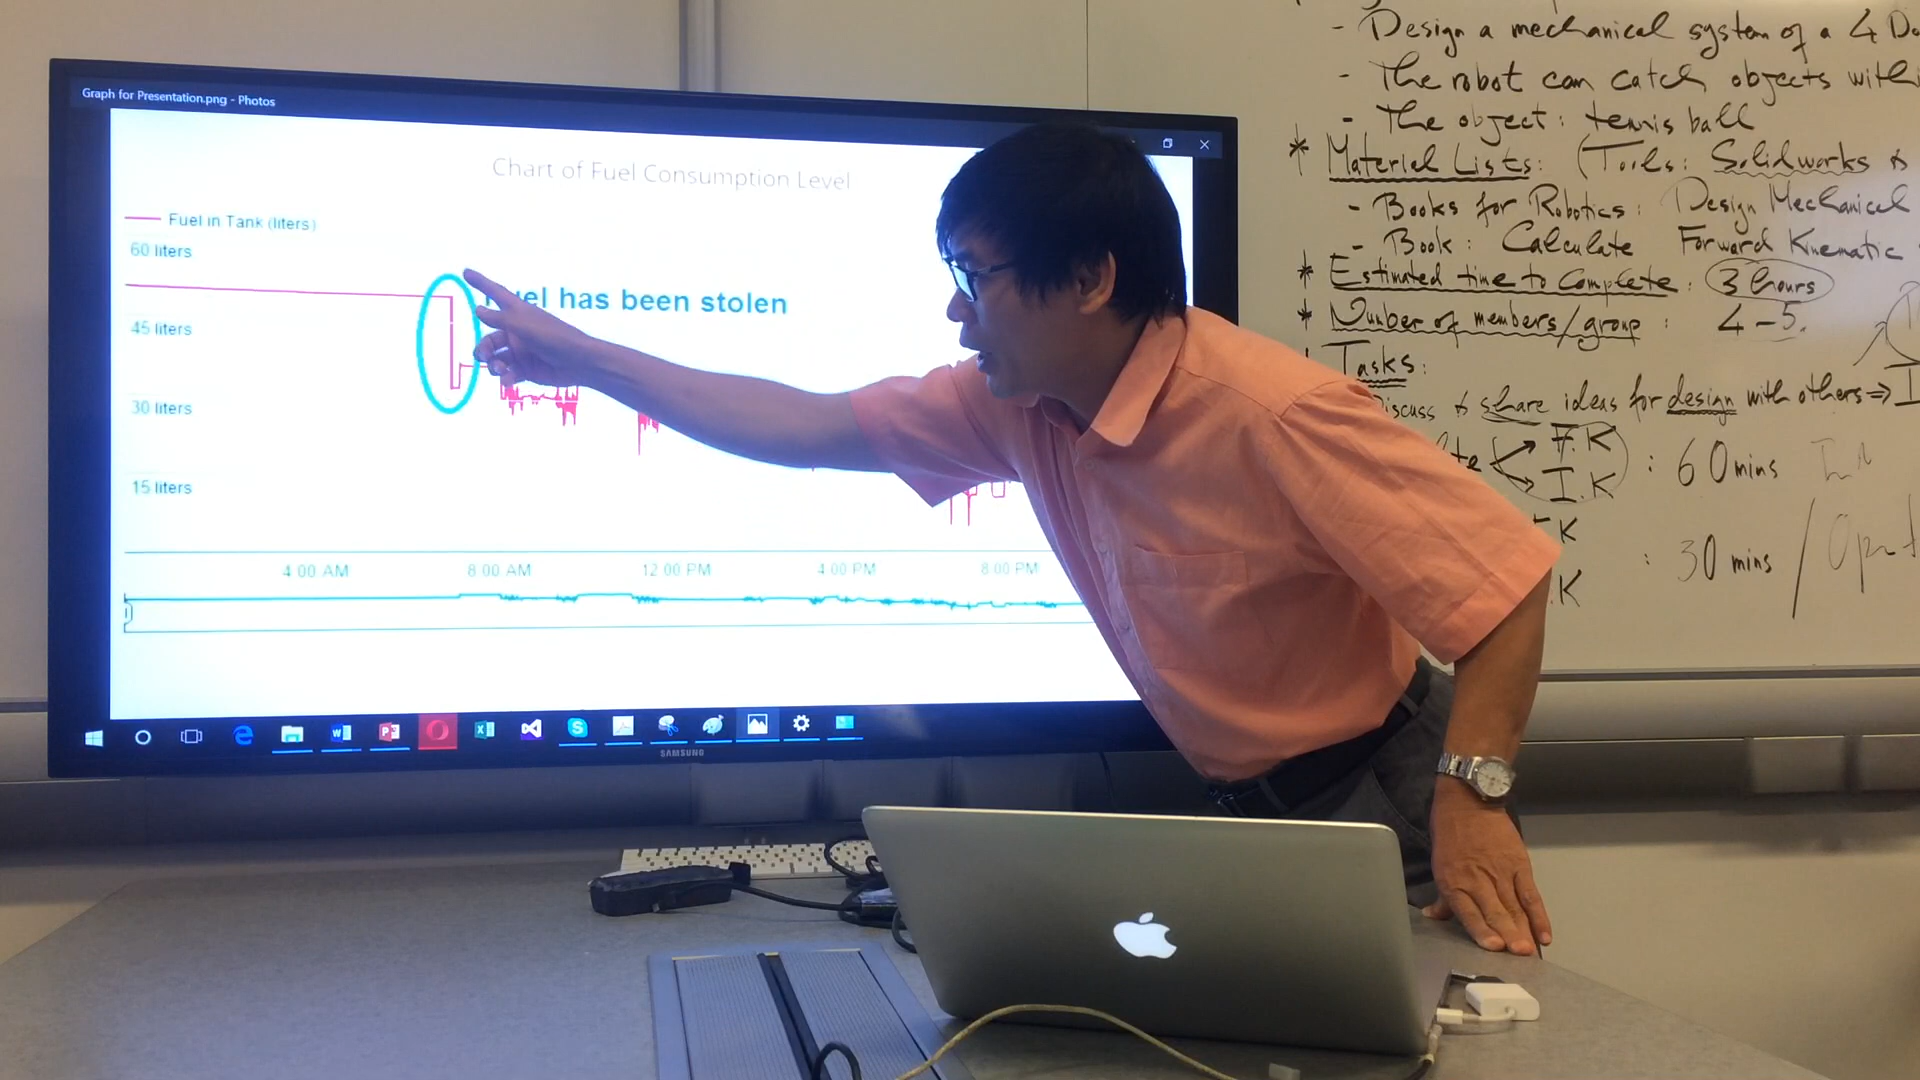 Graph for Presentation.png - Photos
Chart of Fuel Consumption Level
Fuel in Tank (liters)
60 liters
has been stolen
45 liters
30 liters
15 liters
4:00 AM 8:00 AM 12:00 PM 4:00 PM 8:00 PM
SAMSUNG
- Design a mechanical system of a 4
- The robot can catch objects
- The object: tennis ball
* Material Lists: (Tools: Solidworks &
- Books for Robotics: Design Mechanical
- Book: Calculate Forward Kinematic
* Estimated time to Complete: 3 hours
* Number of members/group: 4-5.
Tasks:
& share ideas for design with others =>
F.K
I.K : 60 mins
K
: 30 mins /
K